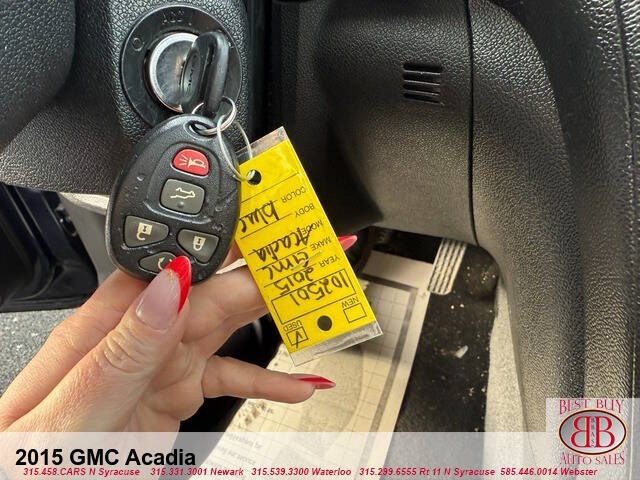 ACC
NEW
USED
102501
YEAR 2015
MAKE GMC
MODEL Acadia
BODY
COLOR blue
2015 GMC Acadia
315.458.CARS N Syracuse 315.331.3001 Newark 315.539.3300 Waterloo 315.299.6555 Rt 11 N Syracuse 585.446.0014 Webster
BEST BUY
BB
AUTO SALES